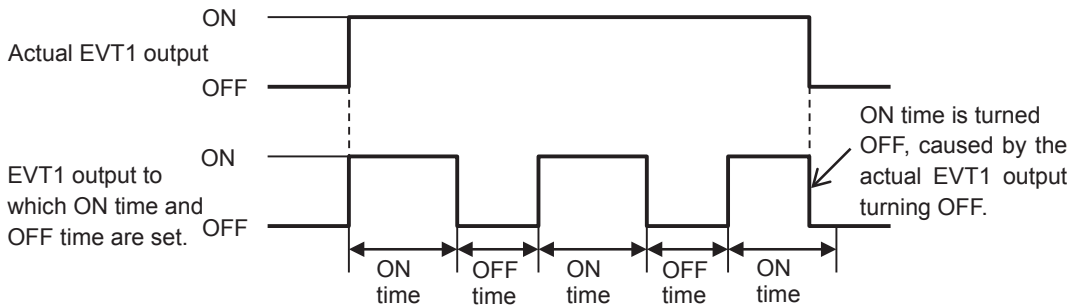 ON
Actual EVT1 output
OFF
ON time is turned
OFF, caused by the
actual EVT1 output
turning OFF.
ON
EVT1 output to
which ON time and
OFF time are set.
OFF
ON
time
OFF
time
ON
time
OFF
time
ON
time